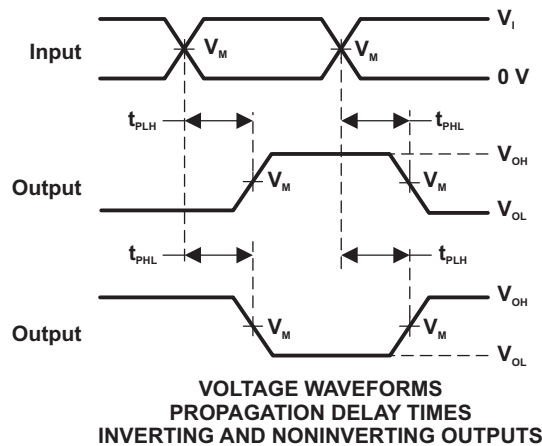 Input
V_M
V_M
V_I
0 V
t_PLH
t_PHL
Output
V_M
V_M
V_OH
V_OL
t_PHL
t_PLH
Output
V_M
V_M
V_OH
V_OL
VOLTAGE WAVEFORMS
PROPAGATION DELAY TIMES
INVERTING AND NONINVERTING OUTPUTS